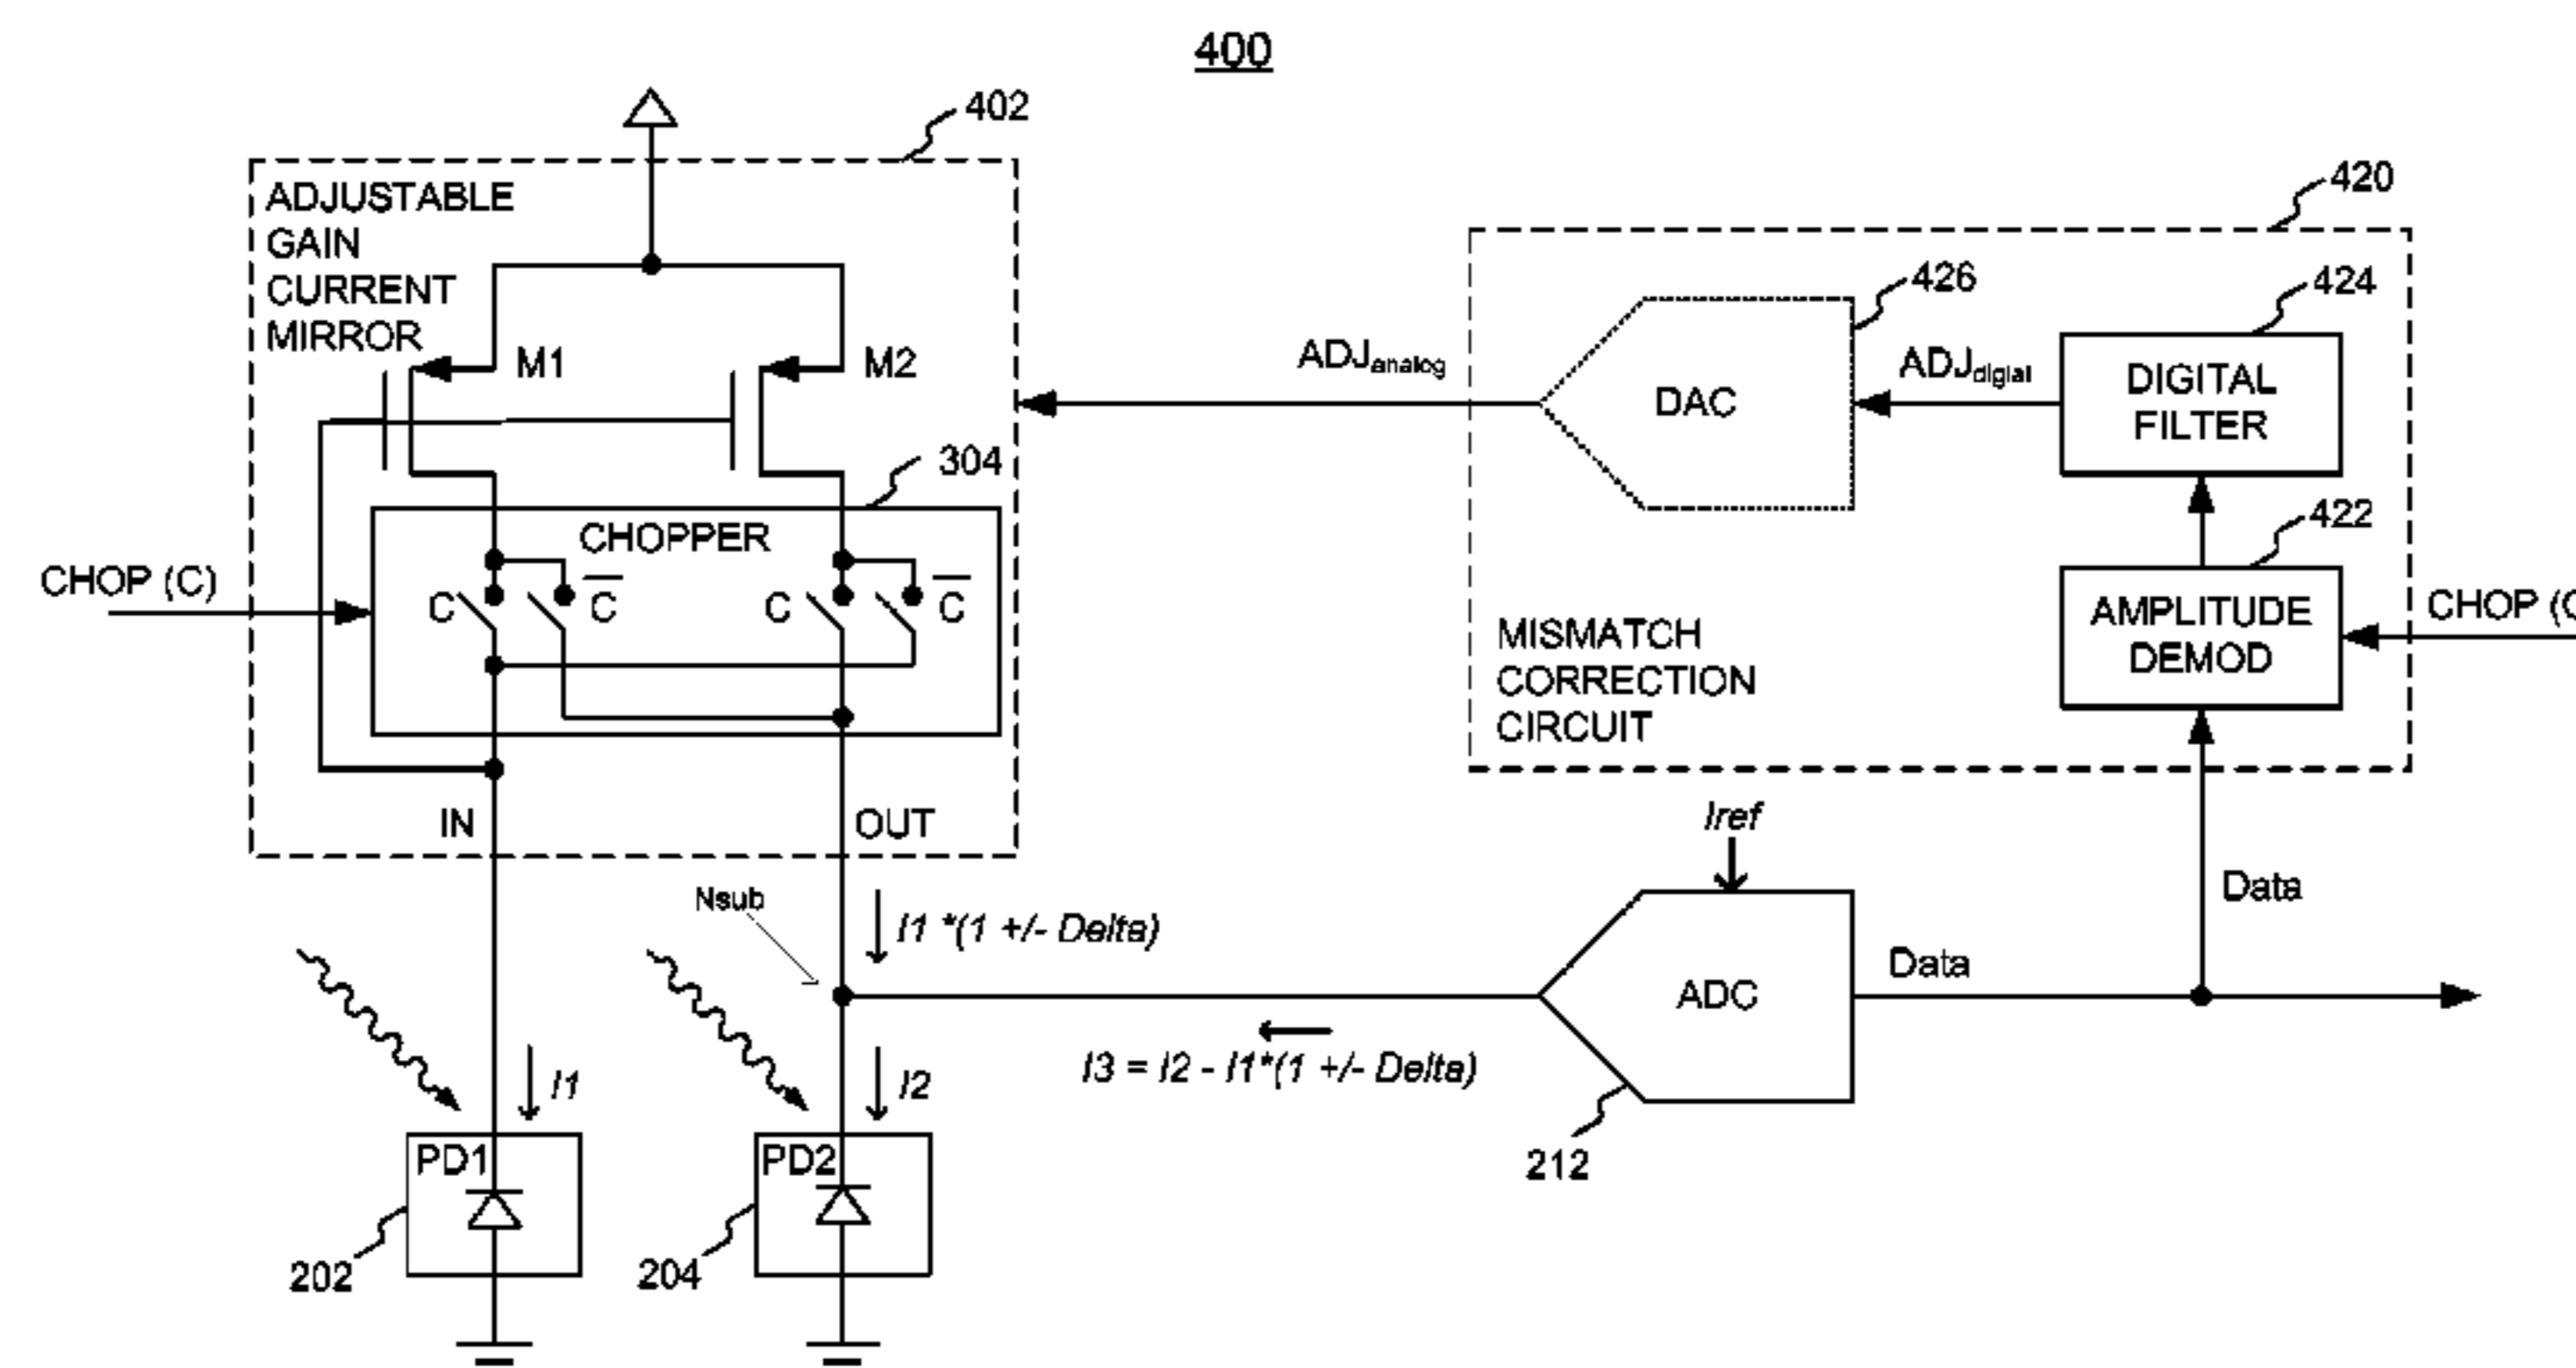 400
402
ADJUSTABLE
GAIN
CURRENT
MIRROR
M1
M2
304
CHOPPER
CHOP (C)
C
C
C
C
IN
OUT
420
426
424
ADJanalog
DAC
ADJdigial
DIGITAL
FILTER
422
AMPLITUDE
DEMOD
CHOP (
MISMATCH
CORRECTION
CIRCUIT
Iref
Data
Nsub
I1 *(1 +/- Delta)
ADC
Data
I3 = I2 - I1*(1 +/- Delta)
212
I1
I2
PD1
PD2
202
204